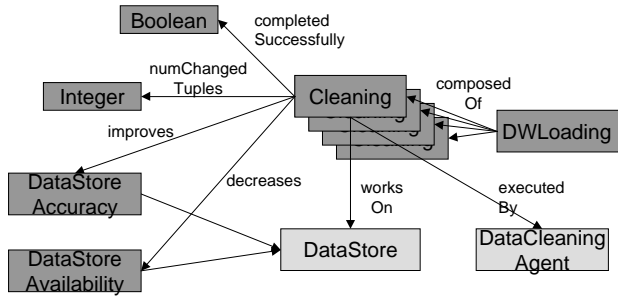 Boolean
completed
Successfully
numChanged
Tuples
Integer
Cleaning
composed
Of
DWLoading
improves
decreases
DataStore
Accuracy
works
On
executed
By
DataStore
DataCleaning
Agent
DataStore
Availability